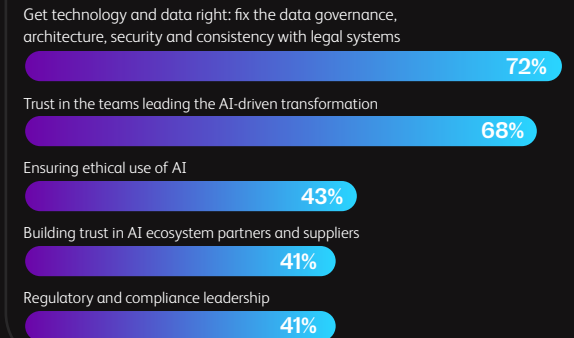 Get technology and data right: fix the data governance,
architecture, security and consistency with legal systems
72%
Trust in the teams leading the AI-driven transformation
68%
Ensuring ethical use of AI
43%
Building trust in AI ecosystem partners and suppliers
41%
Regulatory and compliance leadership
41%